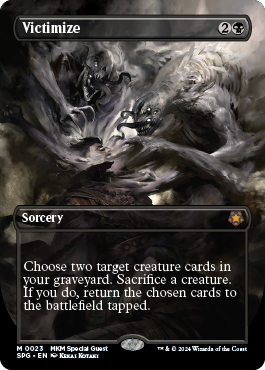 Victimize 2
Sorcery
Choose two target creature cards in
your graveyard. Sacrifice a creature.
If you do, return the chosen cards to
the battlefield tapped.
M 0023 MKM Special Guest
SPG • EN KEKAI KOTAKI ™ & © 2024 Wizards of the Coast